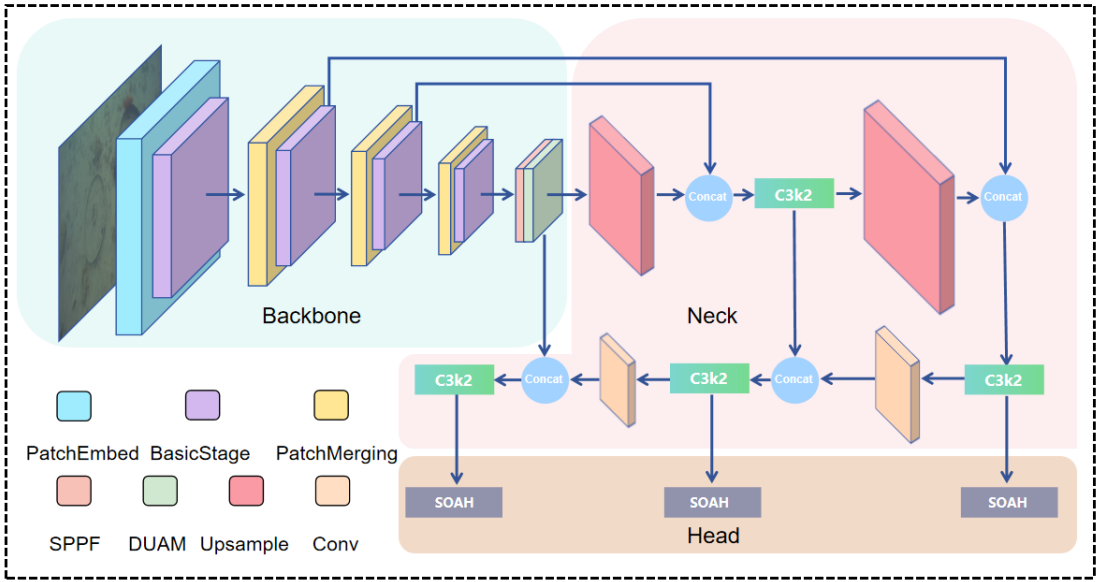 Concat
C3k2
Concat
Backbone
Neck
C3k2
Concat
C3k2
Concat
C3k2
PatchEmbed
BasicStage
PatchMerging
SOAH
SOAH
SOAH
SPPF
DUAM
Upsample
Conv
Head